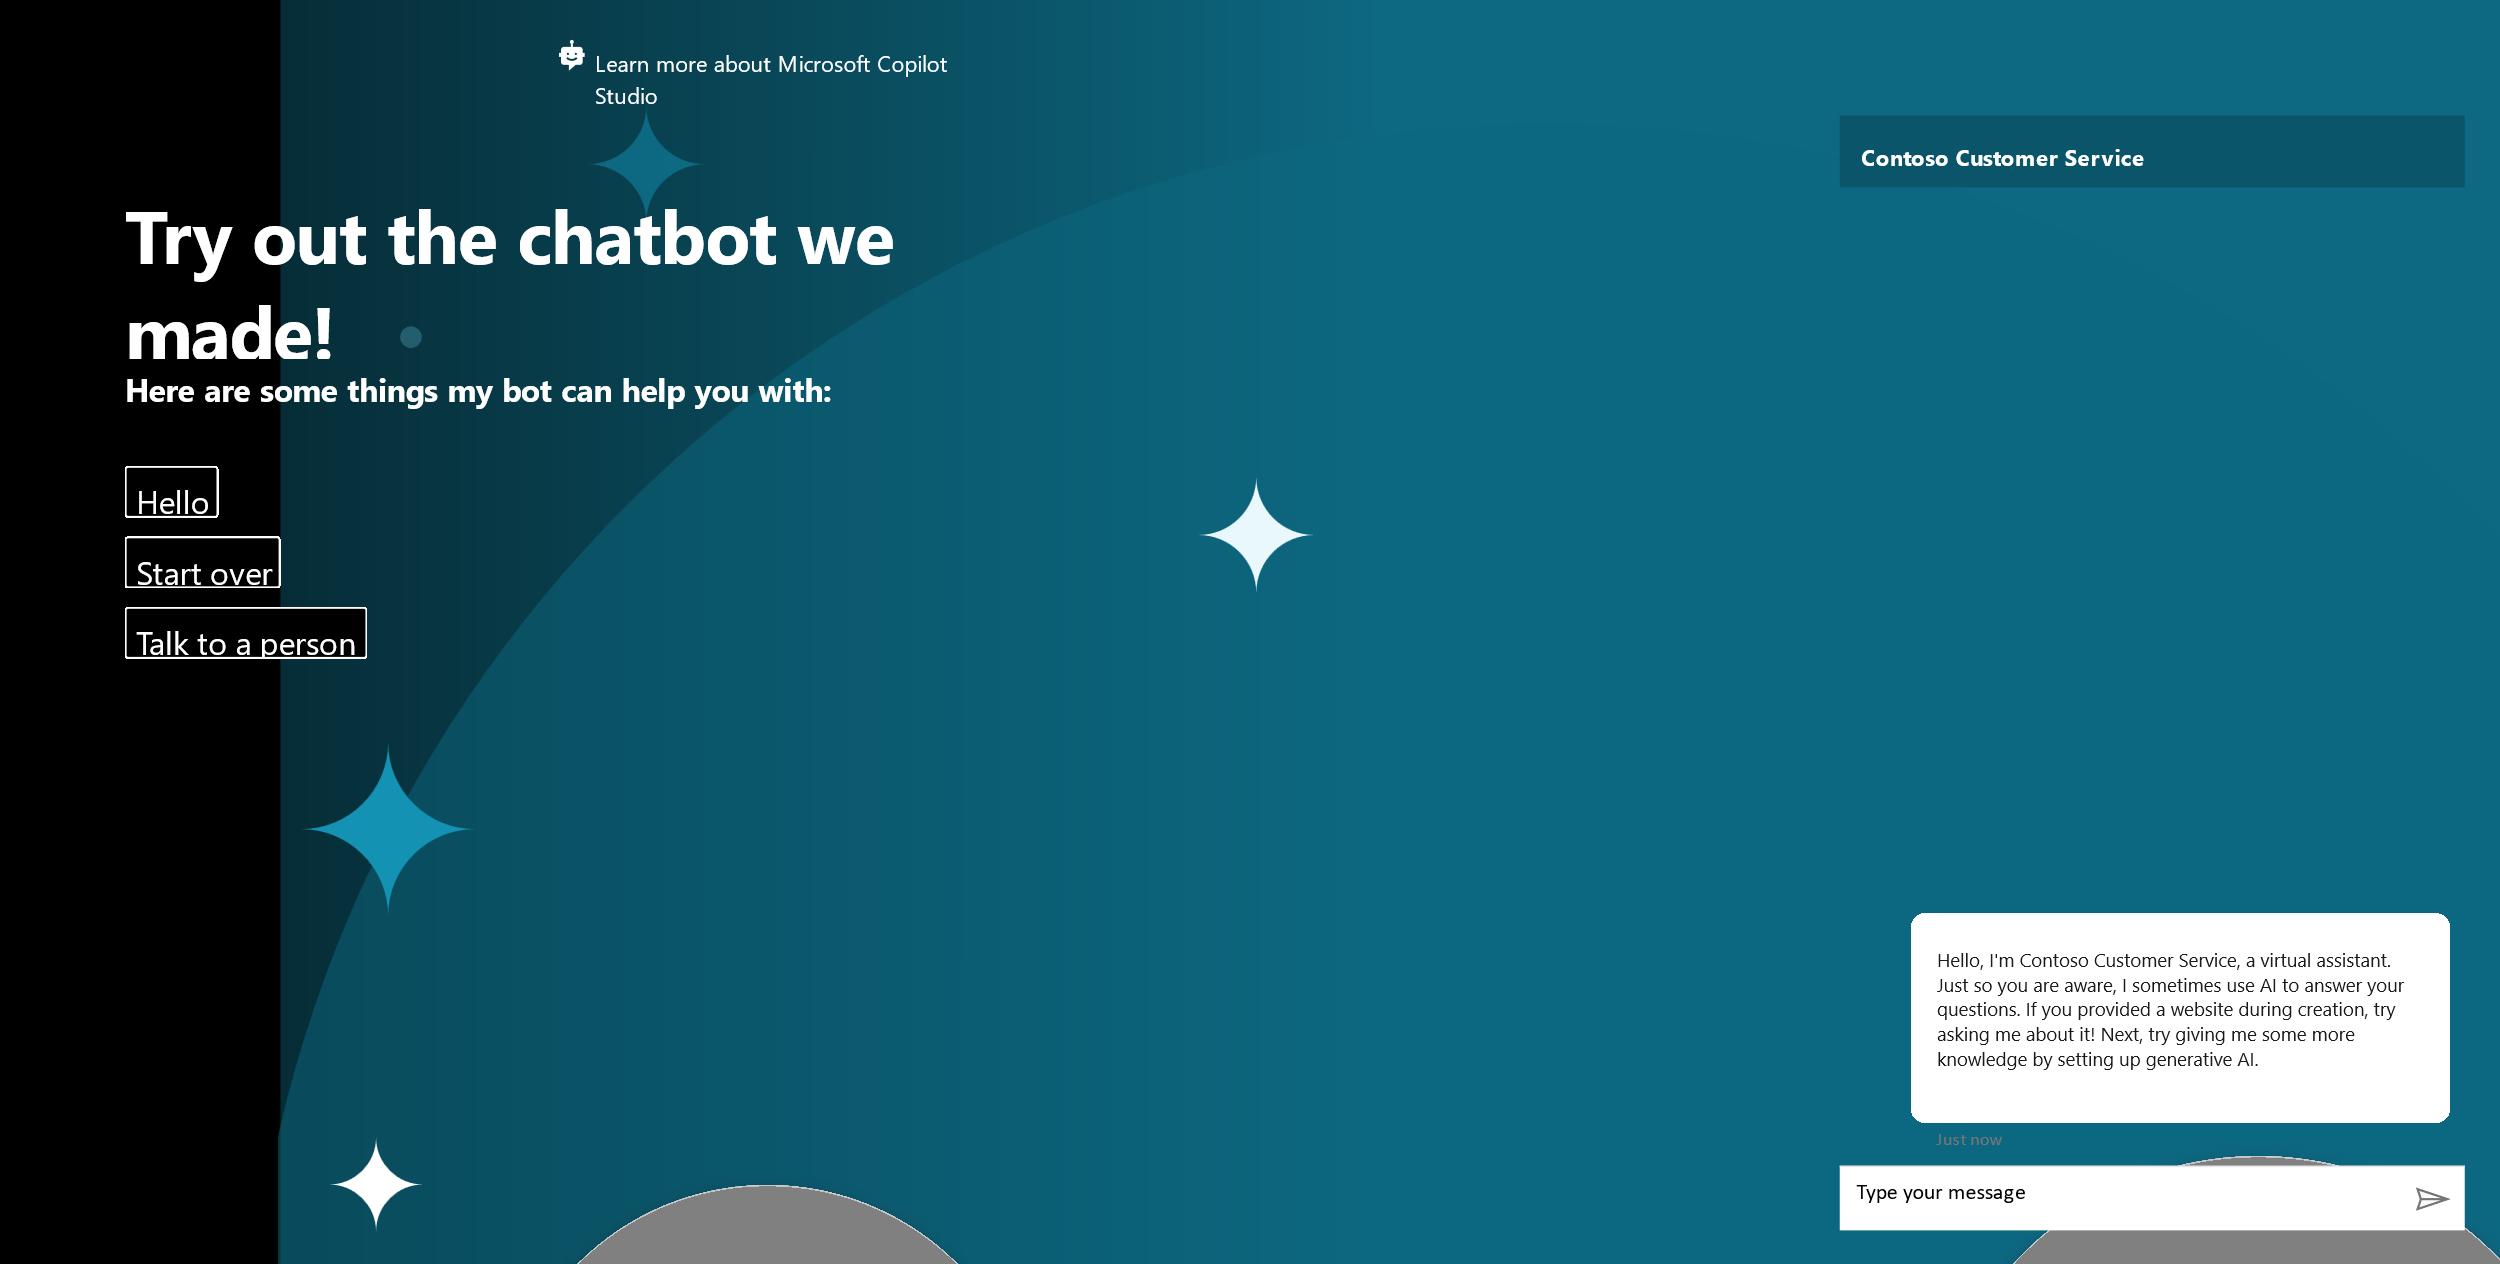 Learn more about Microsoft Copilot
Studio
Try out the chatbot we
made!
Here are some things my bot can help you with:
Hello
Start over
Talk to a person
Contoso Customer Service
Hello, I'm Contoso Customer Service, a virtual assistant.
Just so you are aware, I sometimes use AI to answer your
questions. If you provided a website during creation, try
asking me about it! Next, try giving me some more
knowledge by setting up generative AI.
Just now
Type your message